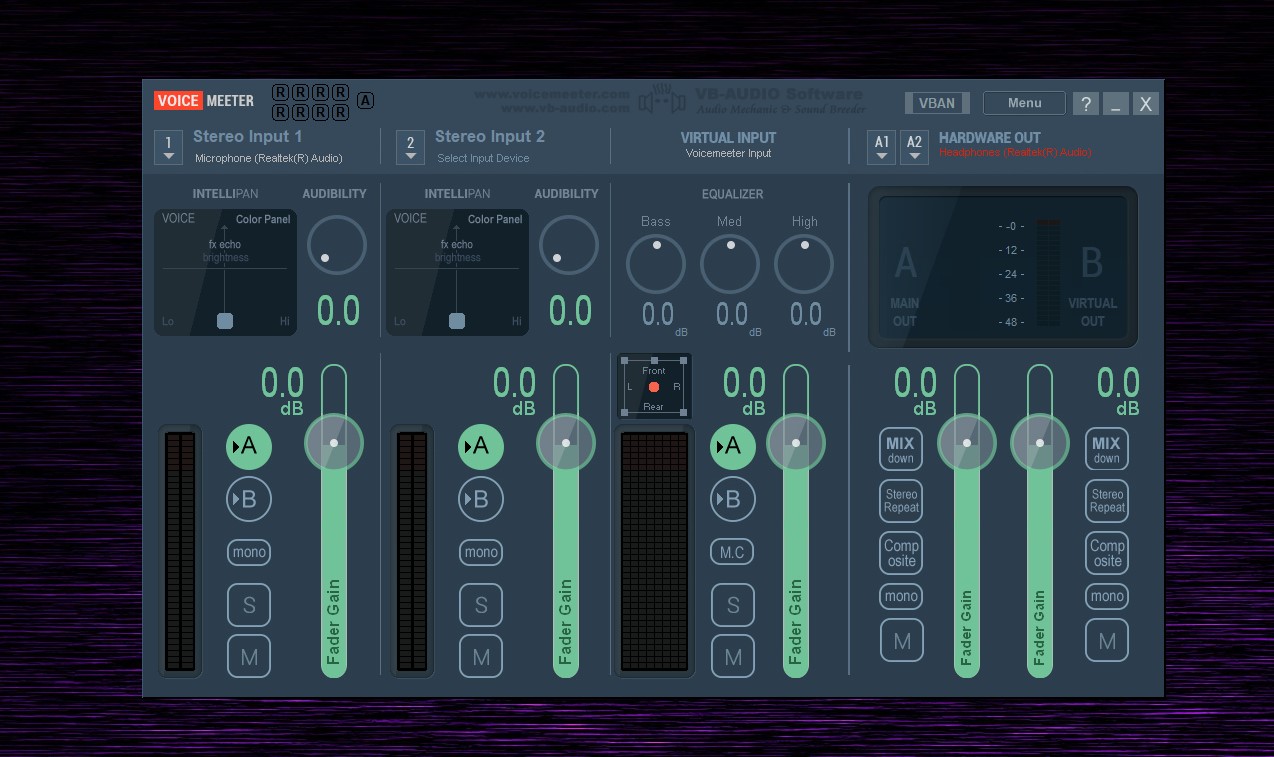 VOICE MEETER
R R R R
R R R R
A
www.voicemeeter.com
www.vb-audio.com
VB-AUDIO Software
Audio Mechanic & Sound Breeder
VBAN
Menu
? _ X
1
Stereo Input 1
Microphone (Realtek(R) Audio)
2
Stereo Input 2
Select Input Device
VIRTUAL INPUT
Voicemeeter Input
A1 A2
HARDWARE OUT
Headphones (Realtek(R) Audio)
INTELLIPAN
VOICE
Color Panel
fx echo
brightness
Lo Hi
AUDIBILITY
0.0
INTELLIPAN
VOICE
Color Panel
fx echo
brightness
Lo Hi
AUDIBILITY
0.0
EQUALIZER
Bass Med High
0.0 0.0 0.0
dB dB dB
A
MAIN
OUT
- -0 -
- -12 -
- -24 -
- -36 -
- -48 -
B
VIRTUAL
OUT
0.0
dB
A
B
mono
S
M
Fader Gain
0.0
dB
A
B
mono
S
M
Fader Gain
Front
L R
Rear
0.0
dB
A
B
M.C
S
M
Fader Gain
0.0
dB
MIX
down
Stereo
Repeat
Comp
osite
mono
M
Fader Gain
Fader Gain
0.0
dB
MIX
down
Stereo
Repeat
Comp
osite
mono
M